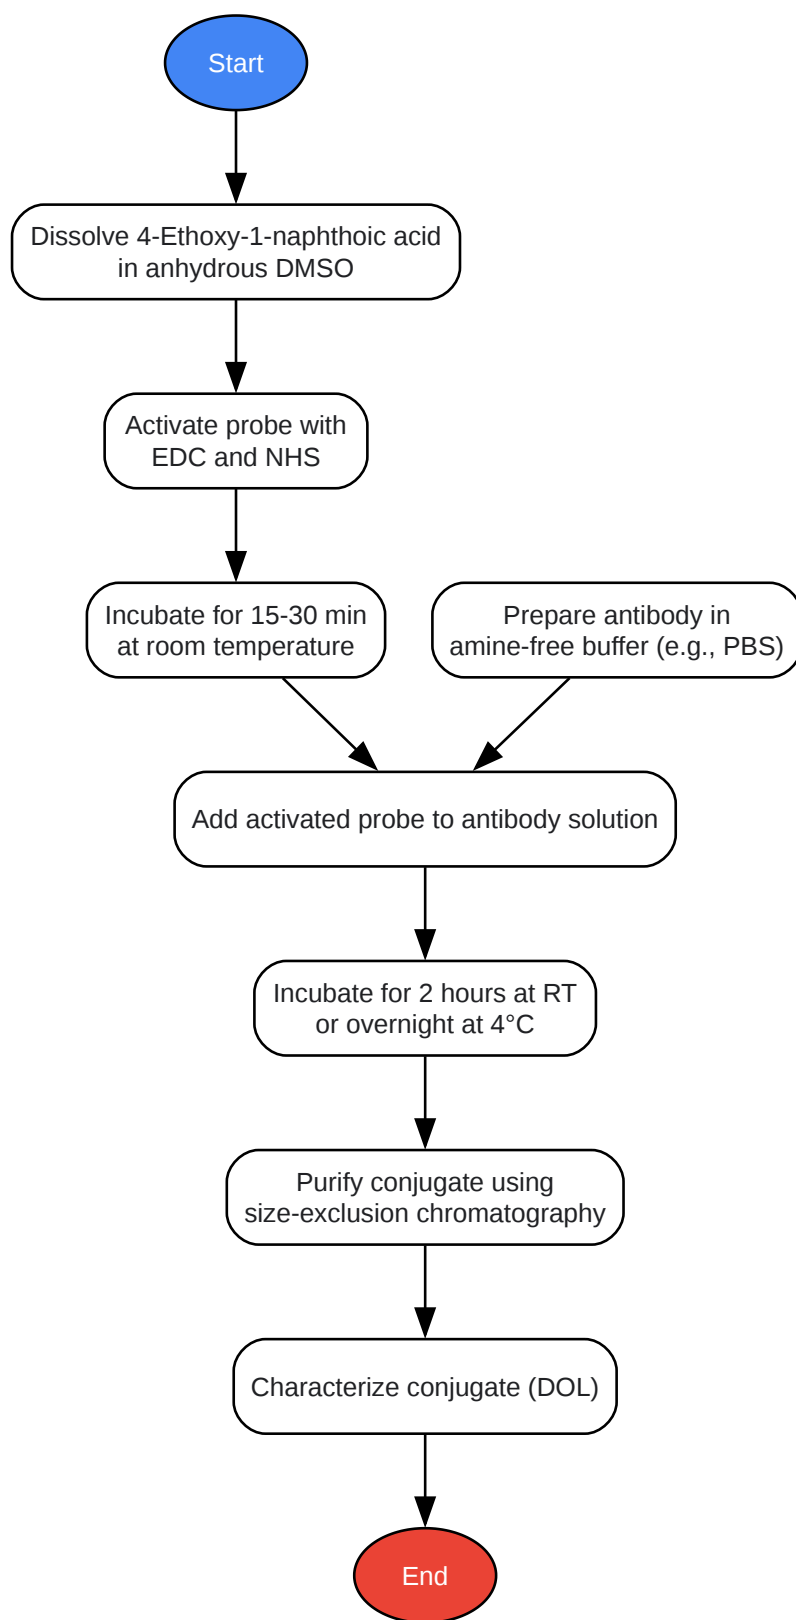 Start
Dissolve 4-Ethoxy-1-naphthoic acid
in anhydrous DMSO
Activate probe with
EDC and NHS
Incubate for 15-30 min
at room temperature
Prepare antibody in
amine-free buffer (e.g., PBS)
Add activated probe to antibody solution
Incubate for 2 hours at RT
or overnight at 4°C
Purify conjugate using
size-exclusion chromatography
Characterize conjugate (DOL)
End